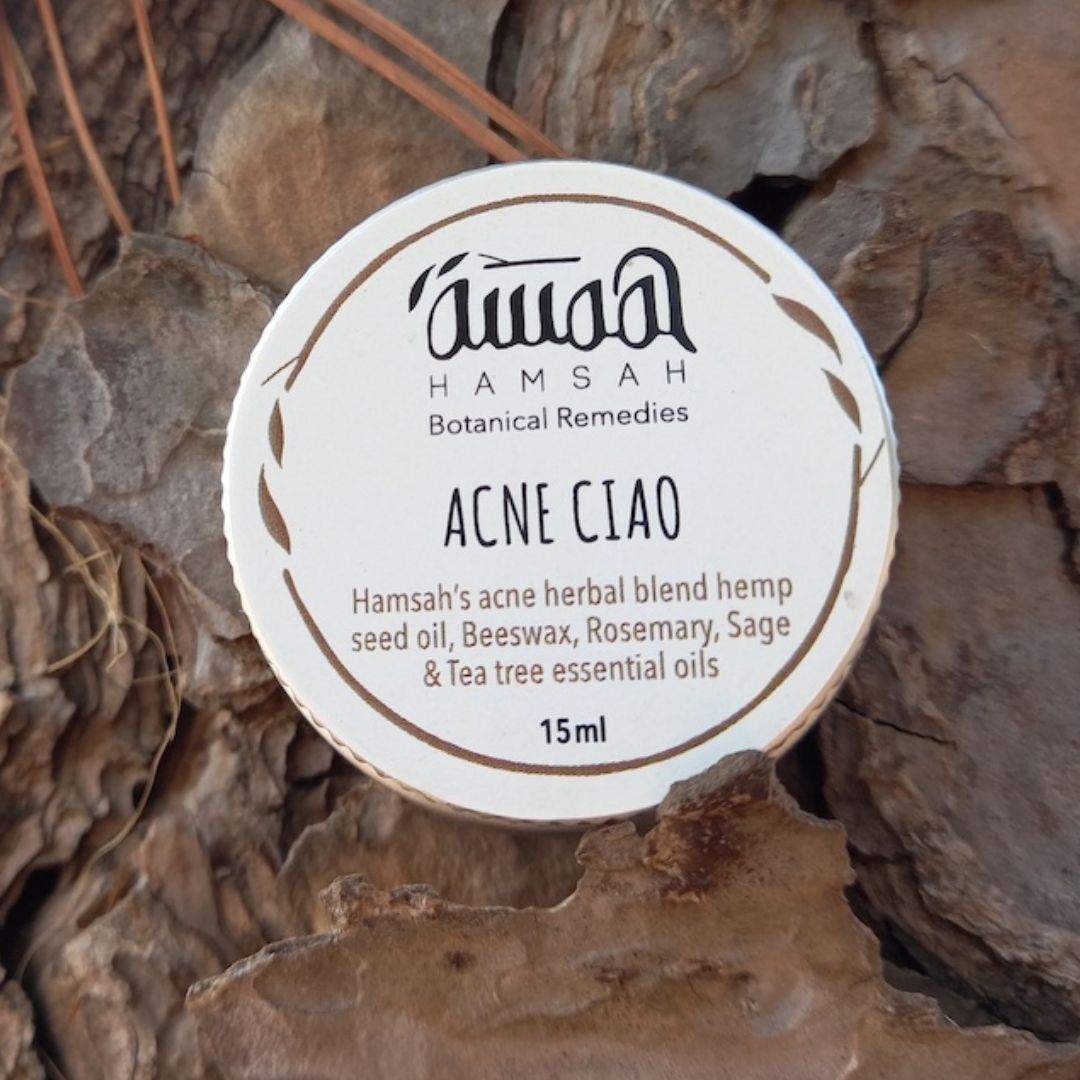 HAMSAH
Botanical Remedies
ACNE CIAO
Hamsah's acne herbal blend hemp
seed oil, Beeswax, Rosemary, Sage
& Tea tree essential oils
15ml